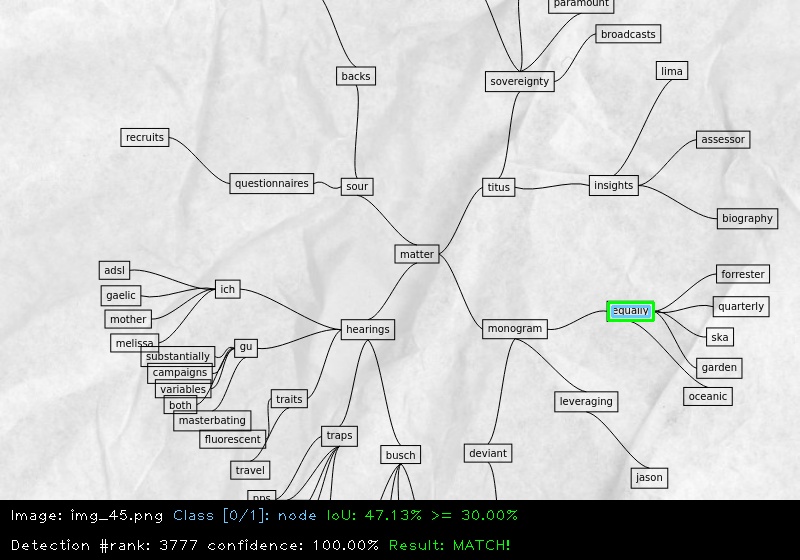 paramount
broadcasts
backs
sovereignty
lima
recruits
assessor
questionnaires
sour
titus
insights
biography
matter
adsl
forrester
ich
gaelic
quarterly
equally
mother
hearings
monogram
ska
melissa
gu
substantially
garden
campaigns
variables
oceanic
both
traits
leveraging
masterbating
fluorescent
traps
travel
busch
deviant
jason
pps
Image: img_45.png Class [0/1]: node IoU: 47.13% >= 30.00%
Detection #rank: 3777 confidence: 100.00% Result: MATCH!